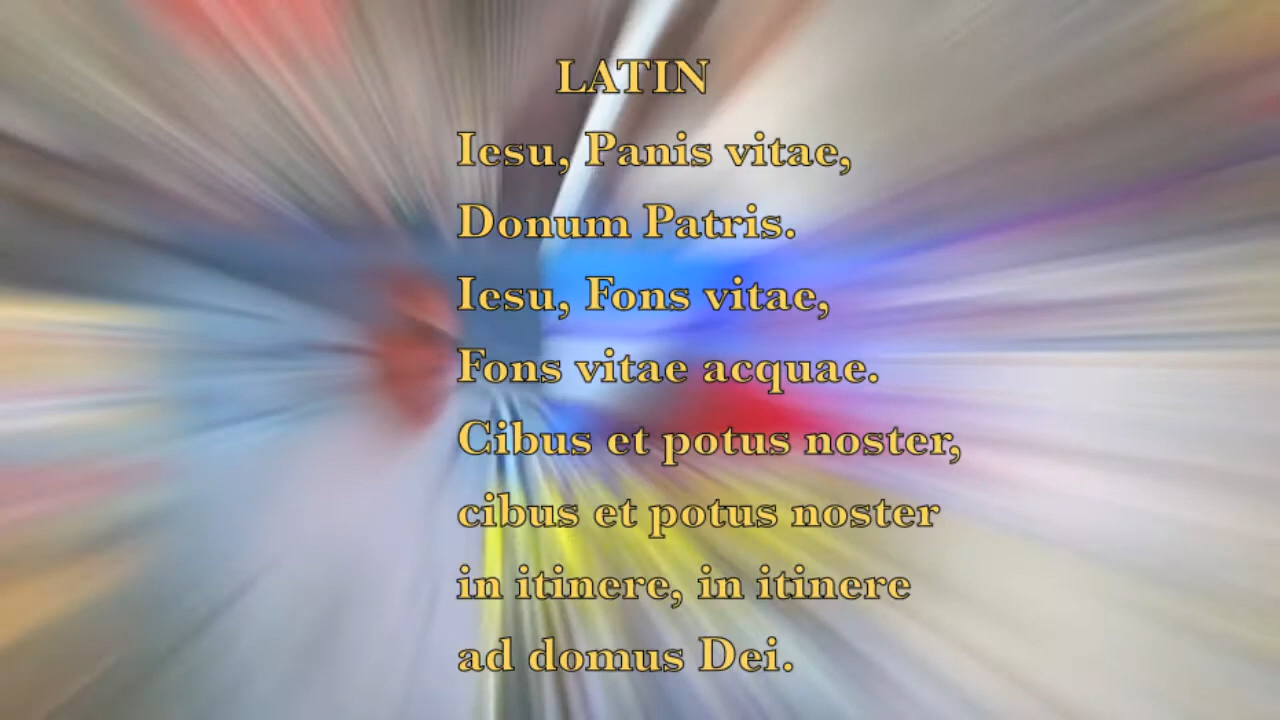 LATIN
Iesu, Panis vitae,
Donum Patris.
Iesu, Fons vitae,
Fons vitae acquae.
Cibus et potus noster,
cibus et potus noster
in itinere, in itinere
ad domus Dei.